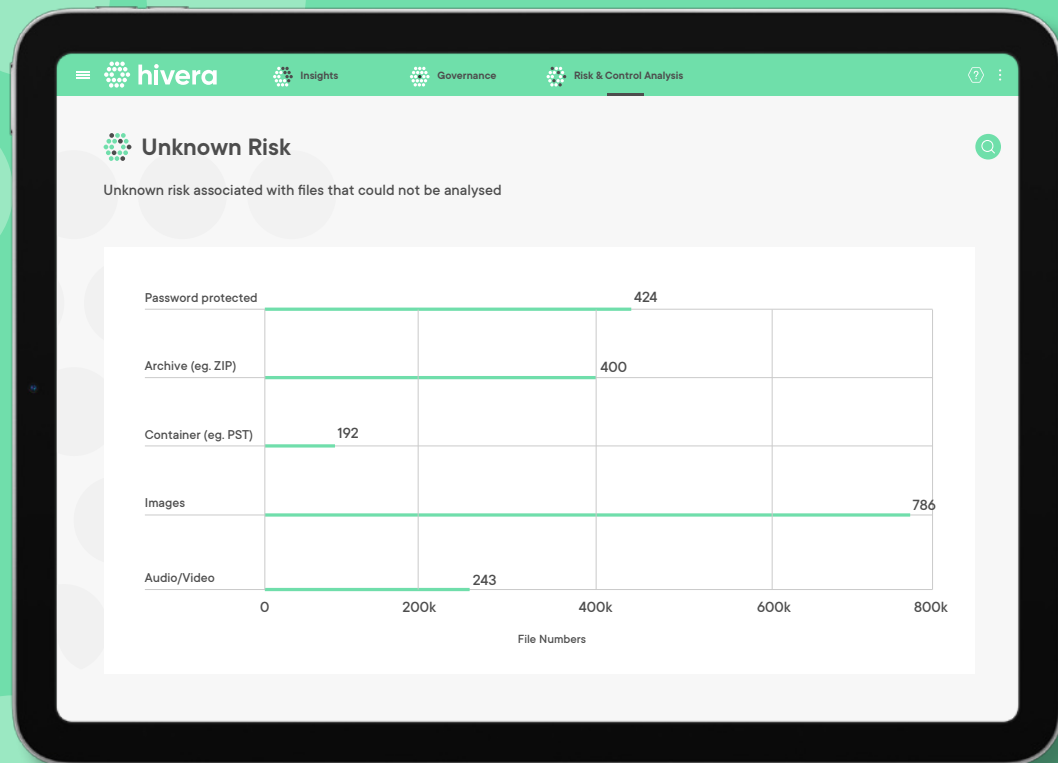 hivera
Insights
Governance
Risk & Control Analysis
?
Unknown Risk
Unknown risk associated with files that could not be analysed
Password protected
424
Archive (eg. ZIP)
400
Container (eg. PST)
192
Images
786
Audio/Video
243
0 200k 400k 600k 800k
File Numbers